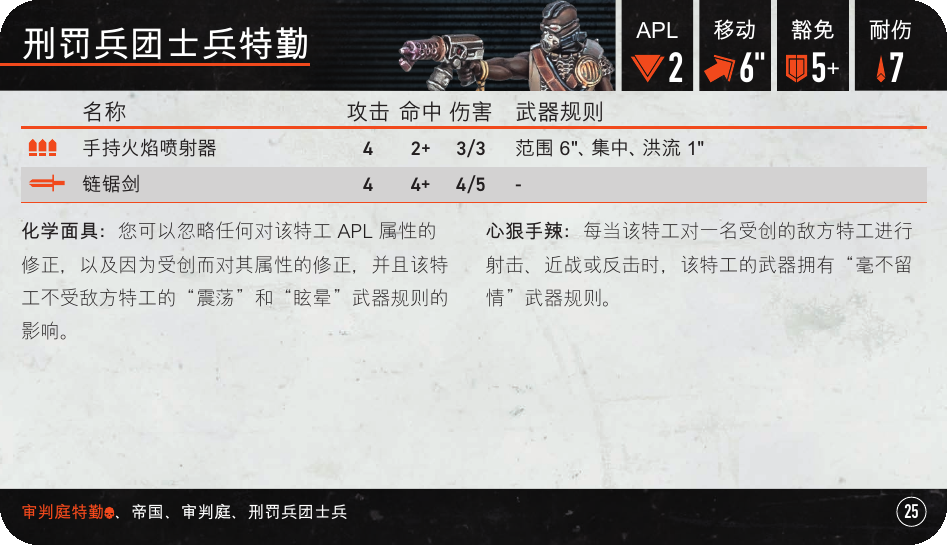 刑罚兵团士兵特勤
APL 移动 豁免 耐伤
2 6" 5+ 7
名称 攻击 命中 伤害 武器规则
手持火焰喷射器 4 2+ 3/3 范围 6"、集中、洪流 1"
链锯剑 4 4+ 4/5 -
化学面具：您可以忽略任何对该特工 APL 属性的
修正，以及因为受创而对其属性的修正，并且该特
工不受敌方特工的“震荡”和“眩晕”武器规则的
影响。
心狠手辣：每当该特工对一名受创的敌方特工进行
射击、近战或反击时，该特工的武器拥有“毫不留
情”武器规则。
审判庭特勤、帝国、审判庭、刑罚兵团士兵
25